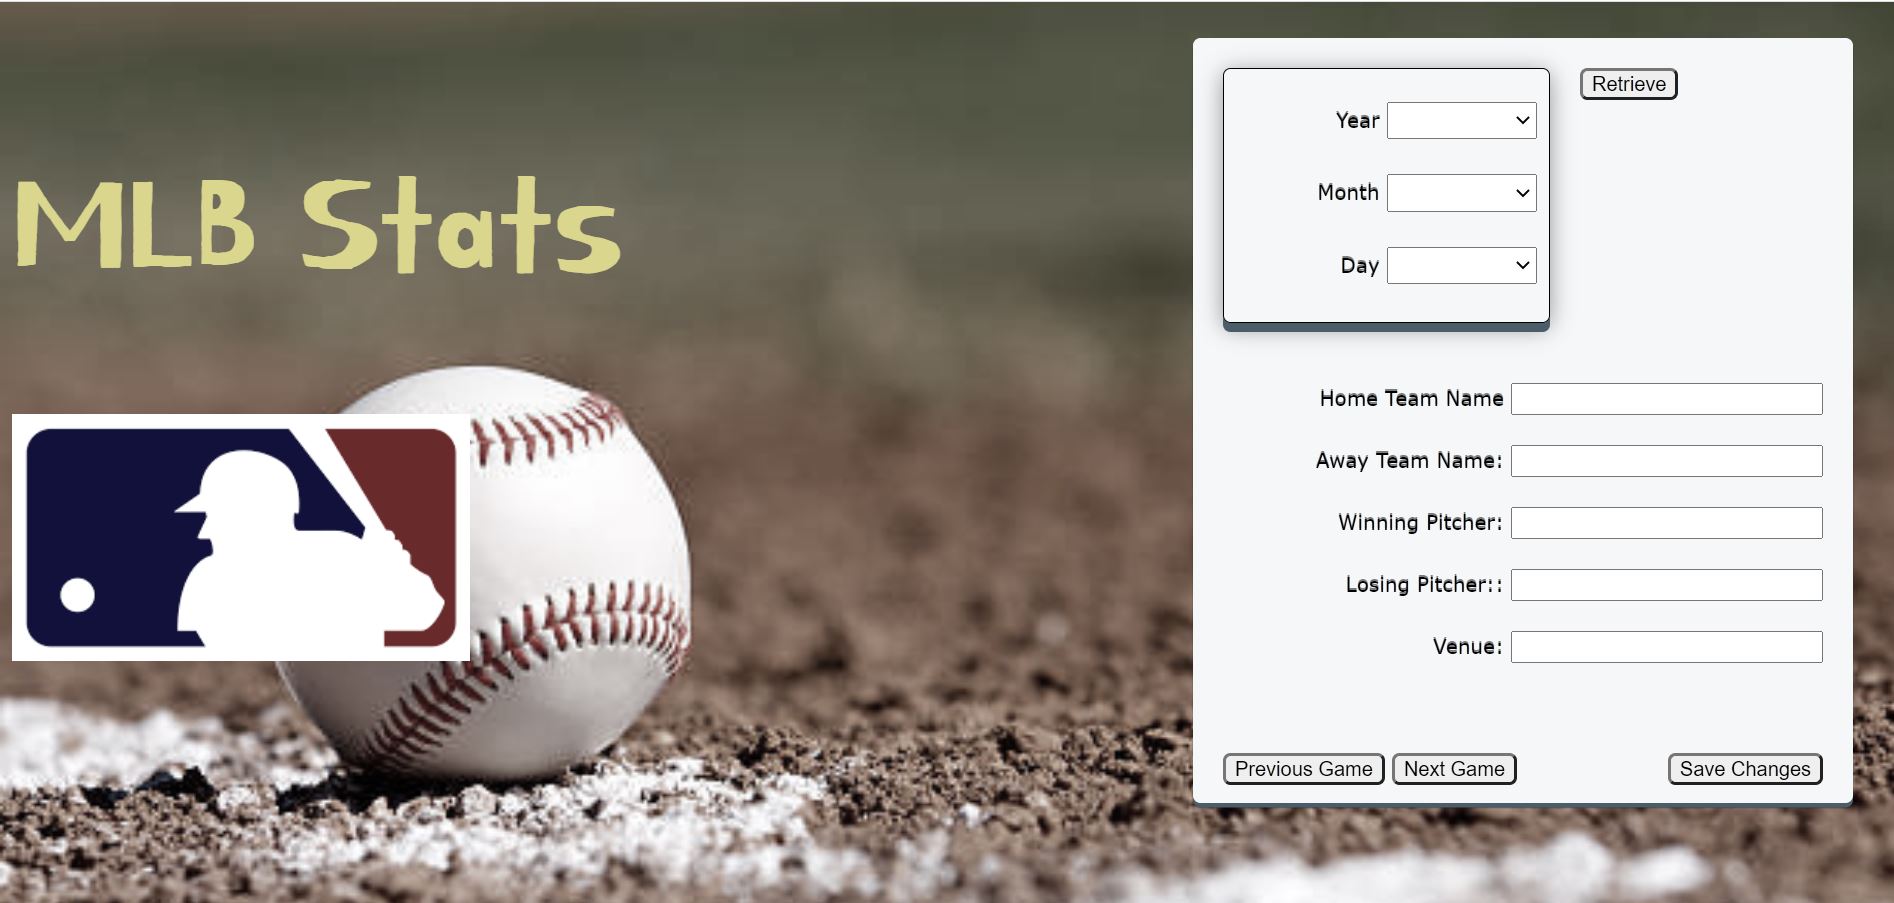 MLB Stats
Year
Retrieve
Month
Day
Home Team Name
Away Team Name:
Winning Pitcher:
Losing Pitcher::
Venue:
Previous Game Next Game Save Changes